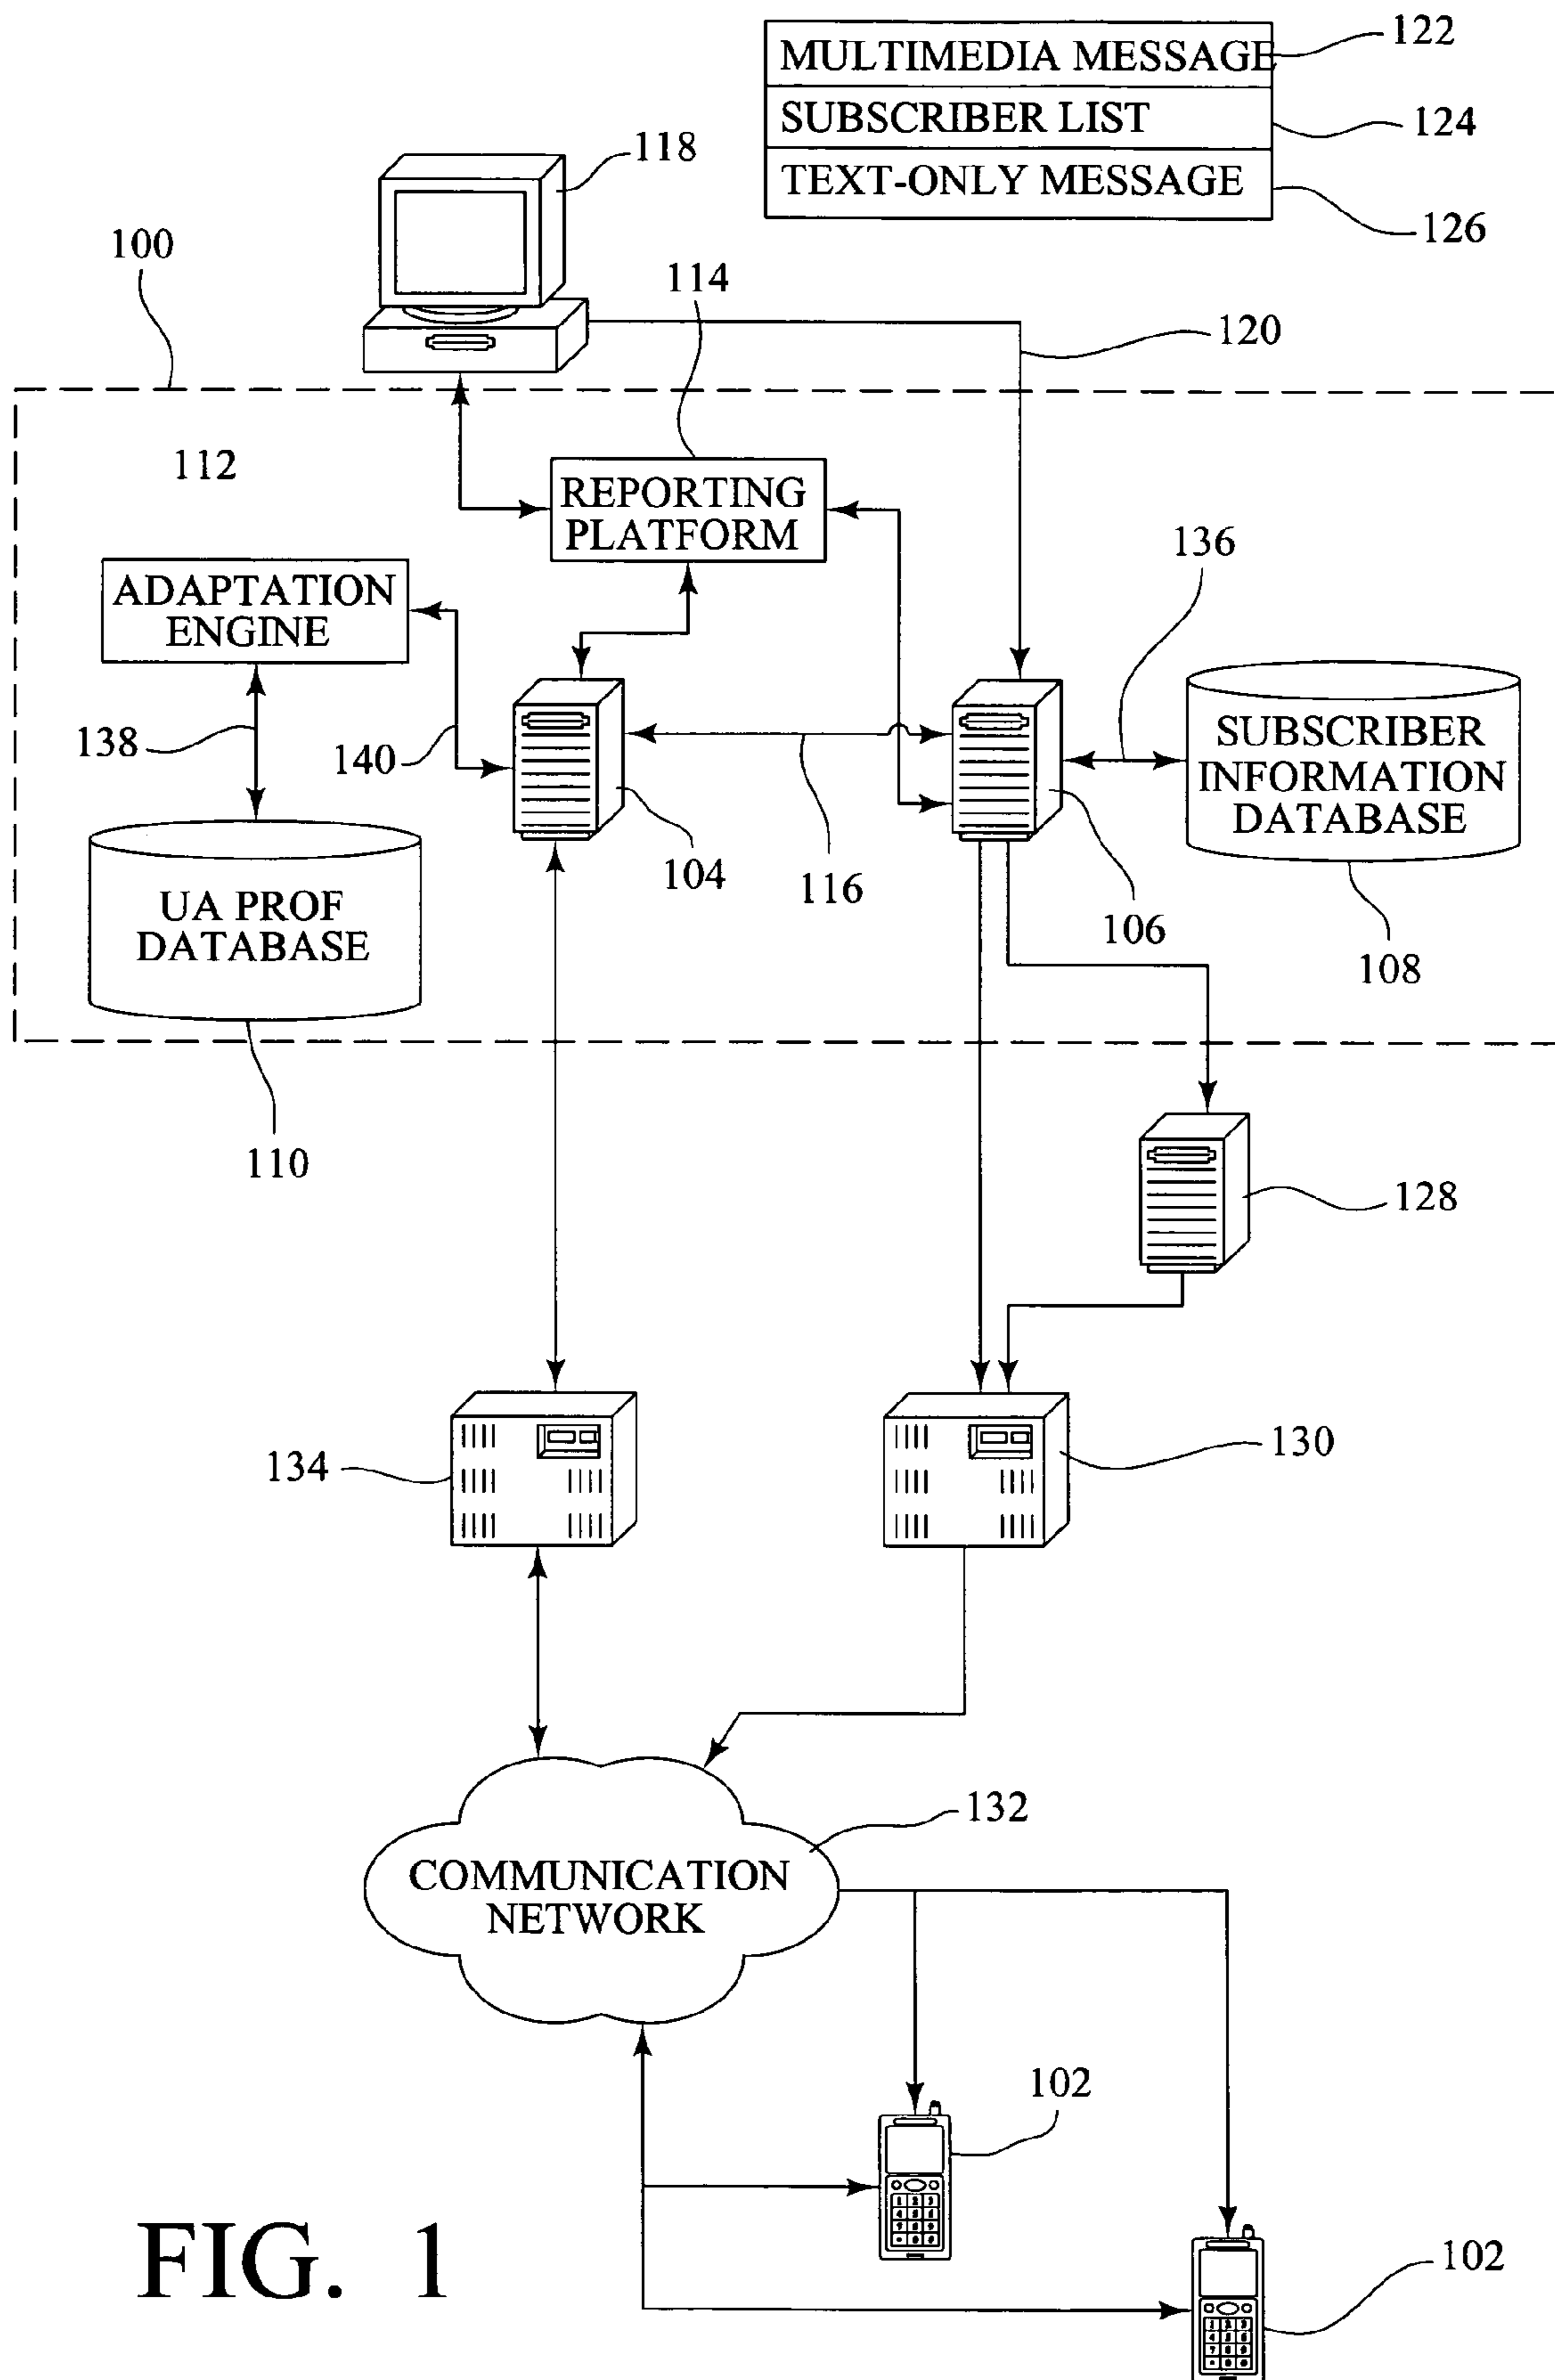 MULTIMEDIA MESSAGE
122
SUBSCRIBER LIST
124
TEXT-ONLY MESSAGE
126
118
100
114
120
112
REPORTING
PLATFORM
136
ADAPTATION
ENGINE
138
140
SUBSCRIBER
INFORMATION
DATABASE
104
116
106
108
UA PROF
DATABASE
110
128
134
130
132
COMMUNICATION
NETWORK
102
102
FIG. 1